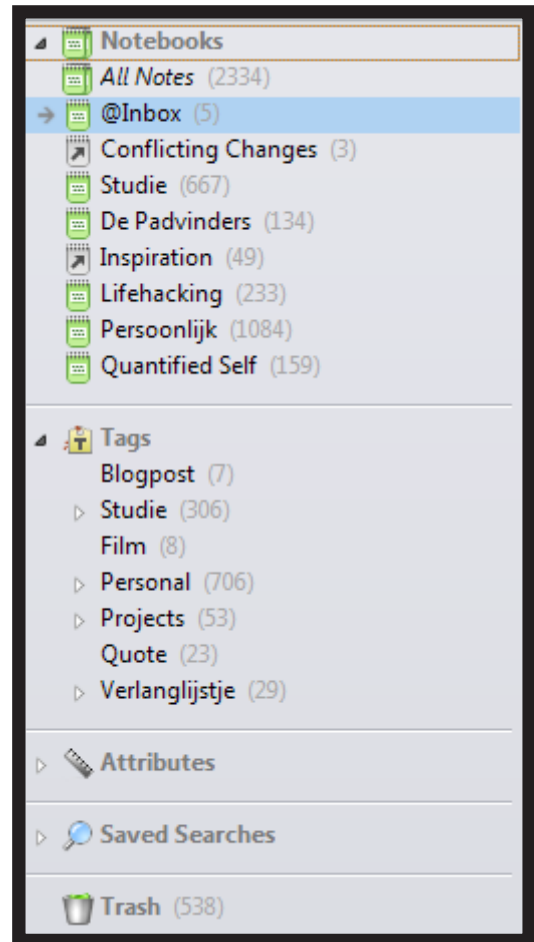 Notebooks
All Notes (2334)
@Inbox (5)
Conflicting Changes (3)
Studie (667)
De Padvinders (134)
Inspiration (49)
Lifehacking (233)
Persoonlijk (1084)
Quantified Self (159)
Tags
Blogpost (7)
Studie (306)
Film (8)
Personal (706)
Projects (53)
Quote (23)
Verlanglijstje (29)
Attributes
Saved Searches
Trash (538)